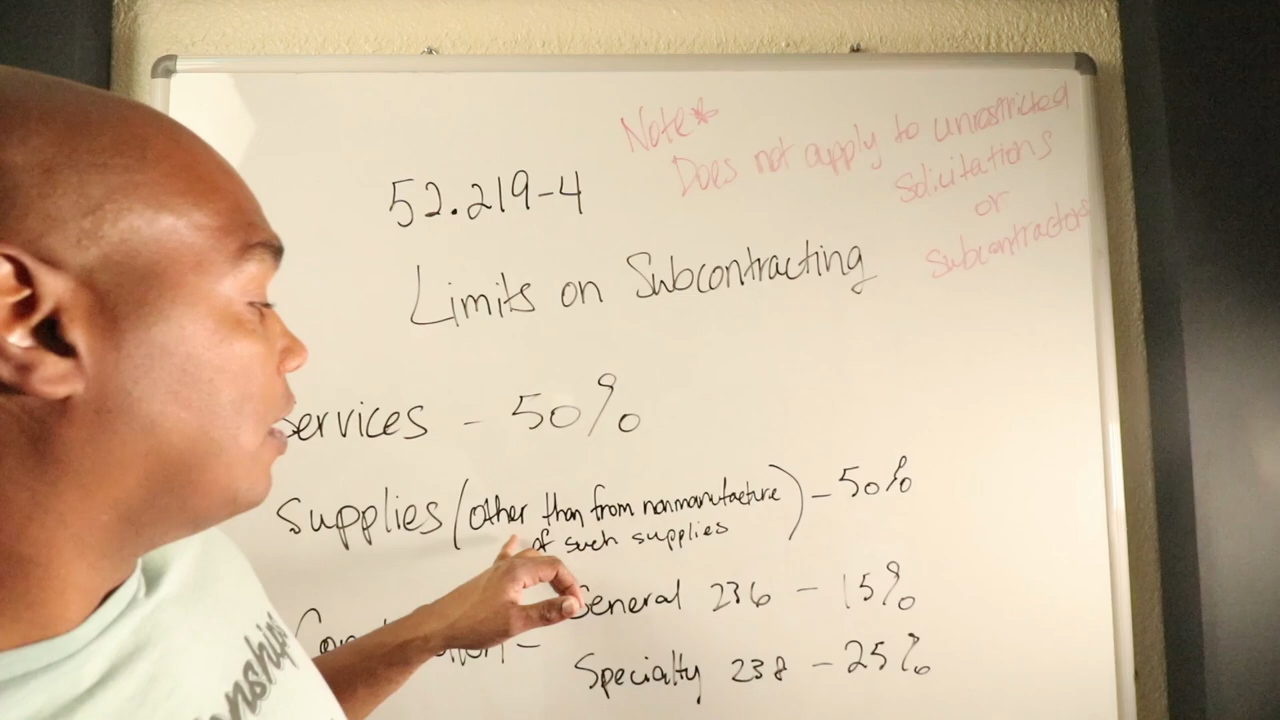 Note*
Does not apply to unrestricted
solicitations
or
subcontractors
52.219-4
Limits on Subcontracting
Services - 50%
Supplies (other than from nonmanufacture
of such supplies) - 50%
General 236 - 15%
Specialty 238 - 25%